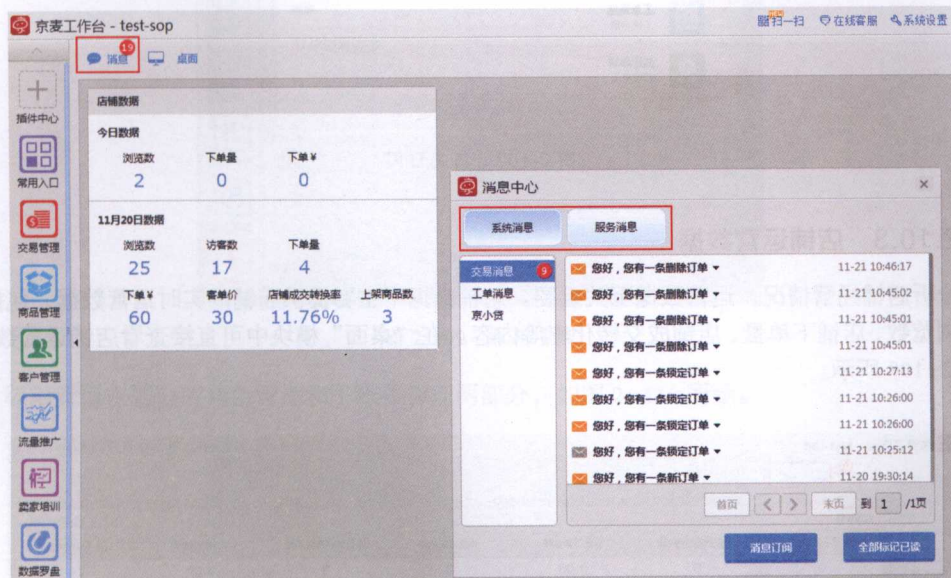 京麦工作台 - test-sop
扫一扫 在线客服 系统设置
消息 19 桌面
插件中心
常用入口
交易管理
商品管理
客户管理
流量推广
卖家培训
数据罗盘
店铺数据
今日数据
浏览数 下单量 下单¥
2 0 0
11月20日数据
浏览数 访客数 下单量
25 17 4
下单¥ 客单价 店铺成交转换率 上架商品数
60 30 11.76% 3
消息中心 ×
系统消息 服务消息
交易消息 9
工单消息
京小贷
您好,您有一条删除订单 11-21 10:46:17
您好,您有一条删除订单 11-21 10:45:02
您好,您有一条删除订单 11-21 10:45:01
您好,您有一条删除订单 11-21 10:45:01
您好,您有一条锁定订单 11-21 10:27:13
您好,您有一条锁定订单 11-21 10:26:00
您好,您有一条锁定订单 11-21 10:26:00
您好,您有一条锁定订单 11-21 10:25:12
您好,您有一条新订单 11-20 19:30:14
首页 < > 末页 到 1 /1页
消息订阅 全部标记已读